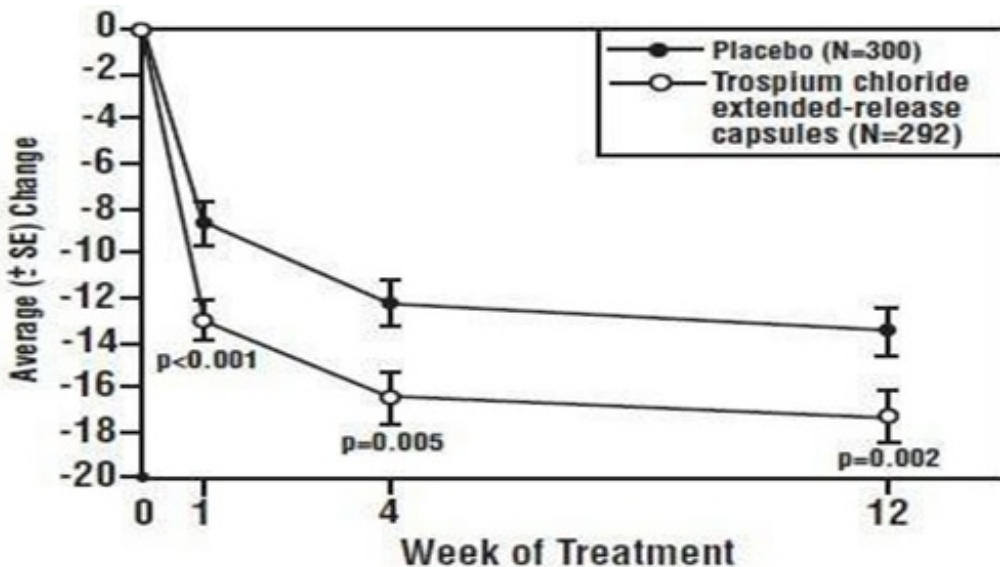 0
-2
-4
-6
-8
-10
-12
-14
-16
-18
-20
Average (± SE) Change
Placebo (N=300)
Trospium chloride
extended-release
capsules (N=292)
p<0.001
p=0.005
p=0.002
0 1 4 12
Week of Treatment